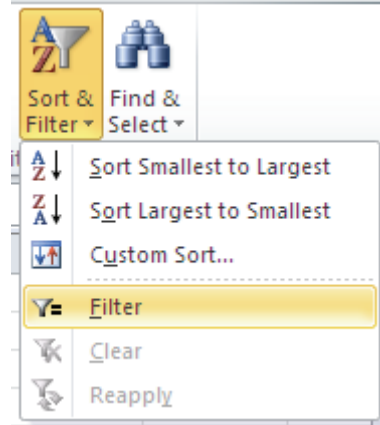 Sort & Find &
Filter Select
Sort Smallest to Largest
Sort Largest to Smallest
Custom Sort...
Filter
Clear
Reapply